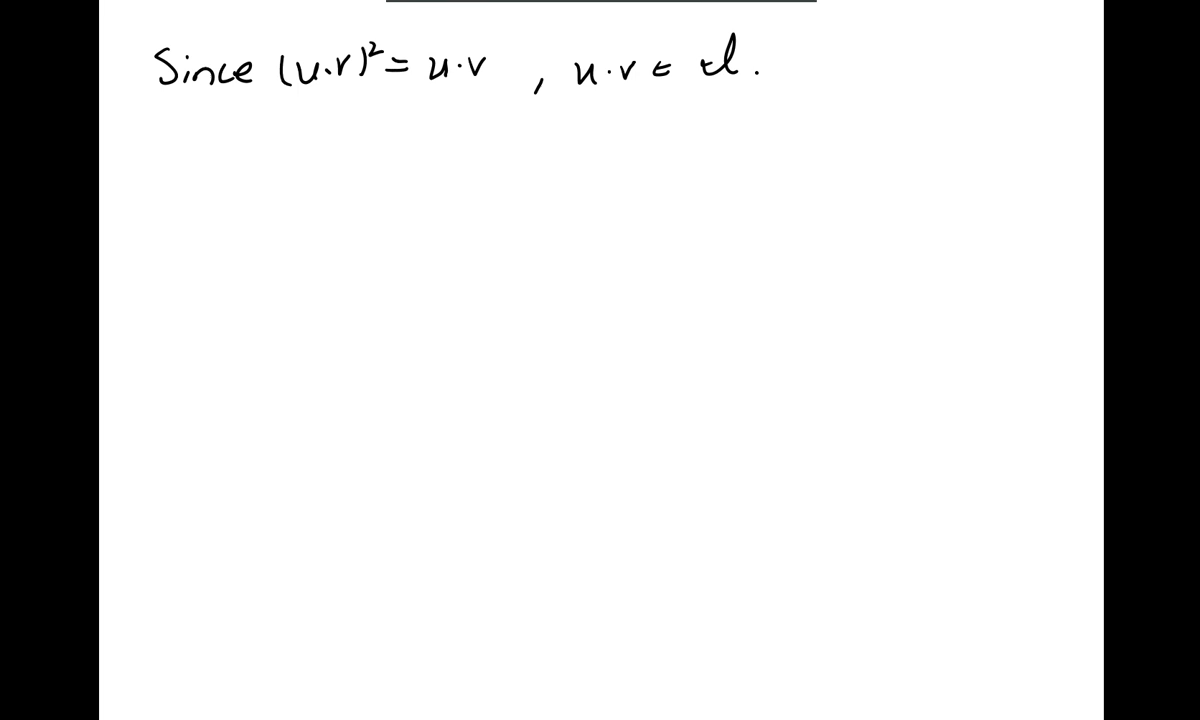 Since (u·v)² = u·v , u·v ∈